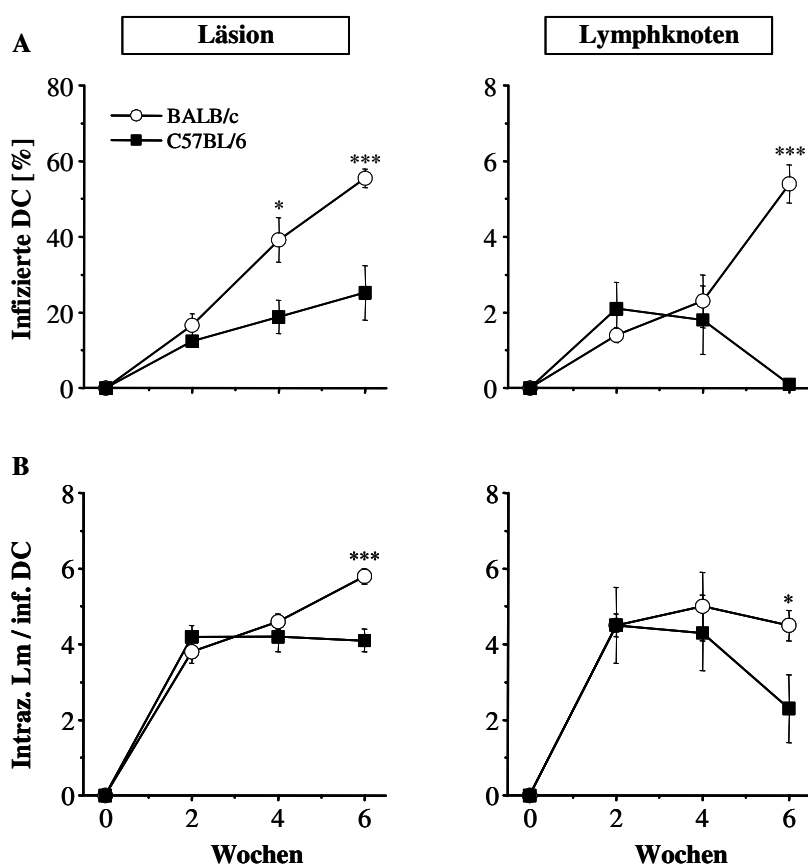 Läsion
Lymphknoten
A
Infizierte DC [%]
80
60
40
20
0
BALB/c
C57BL/6
*
***
8
6
4
2
0
***
B
Intraz. Lm / inf. DC
8
6
4
2
0
***
0 2 4 6
Wochen
8
6
4
2
0
*
0 2 4 6
Wochen